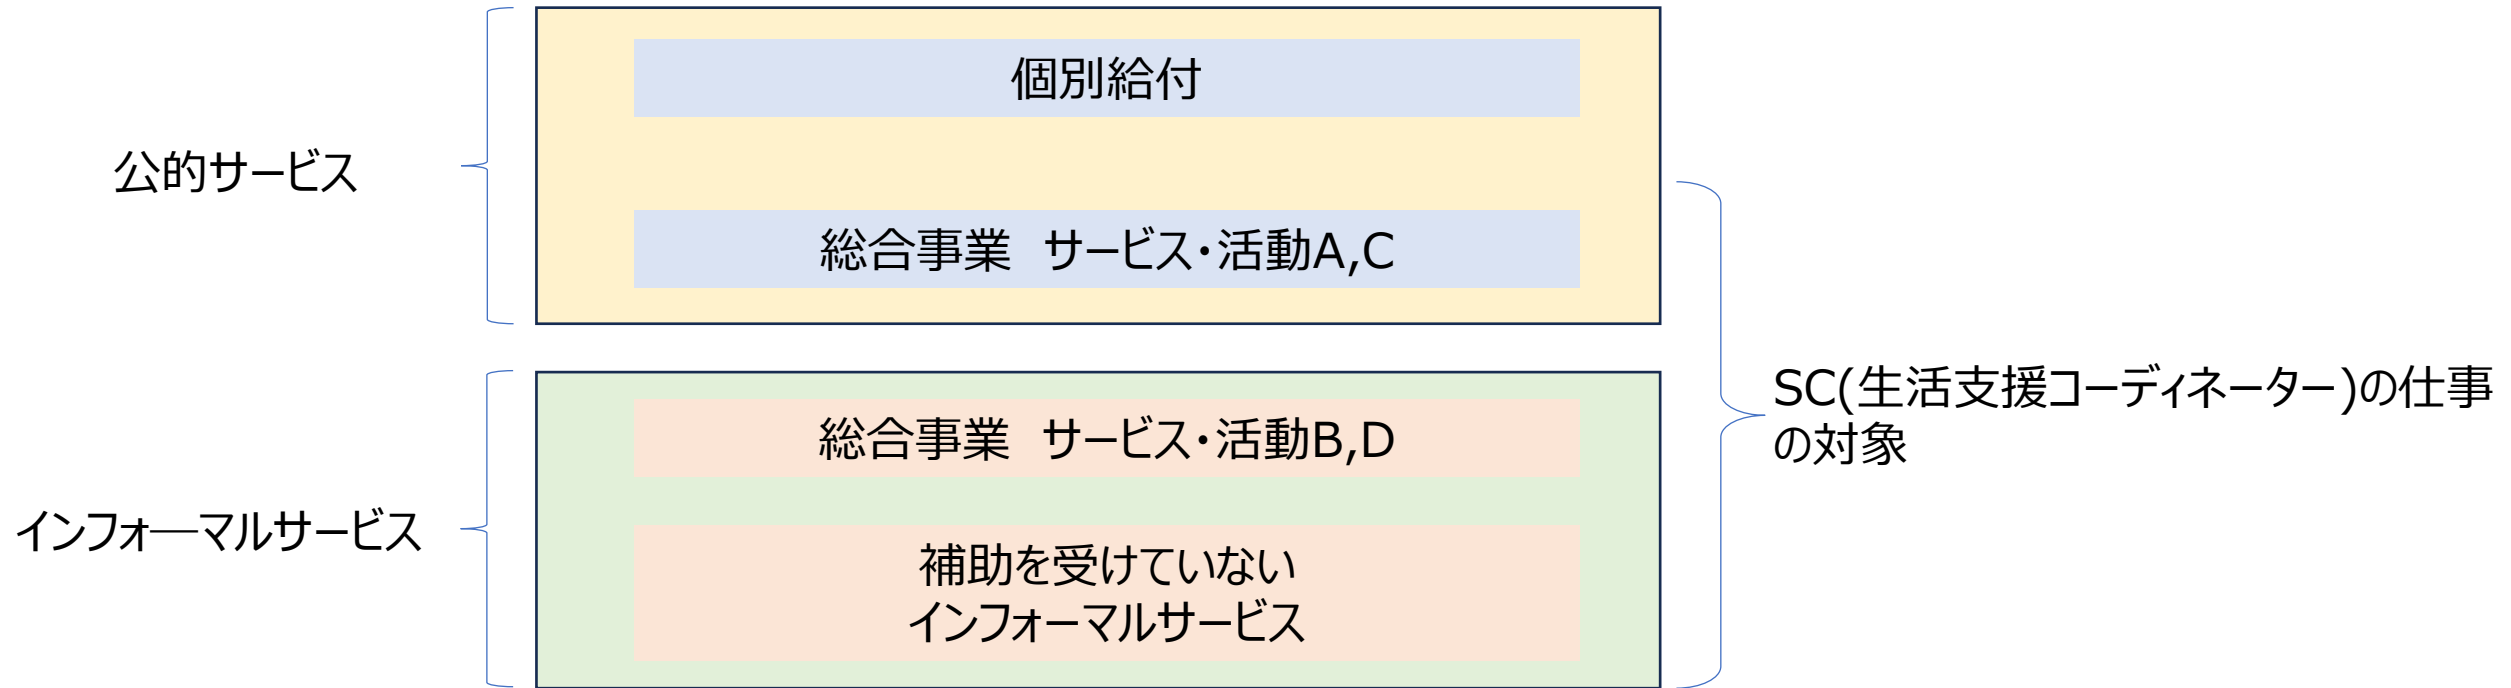 個別給付
公的サービス
総合事業　サービス・活動A,C
SC(生活支援コーディネーター)の仕事
の対象
総合事業　サービス・活動B,D
インフォーマルサービス
補助を受けていない
インフォーマルサービス